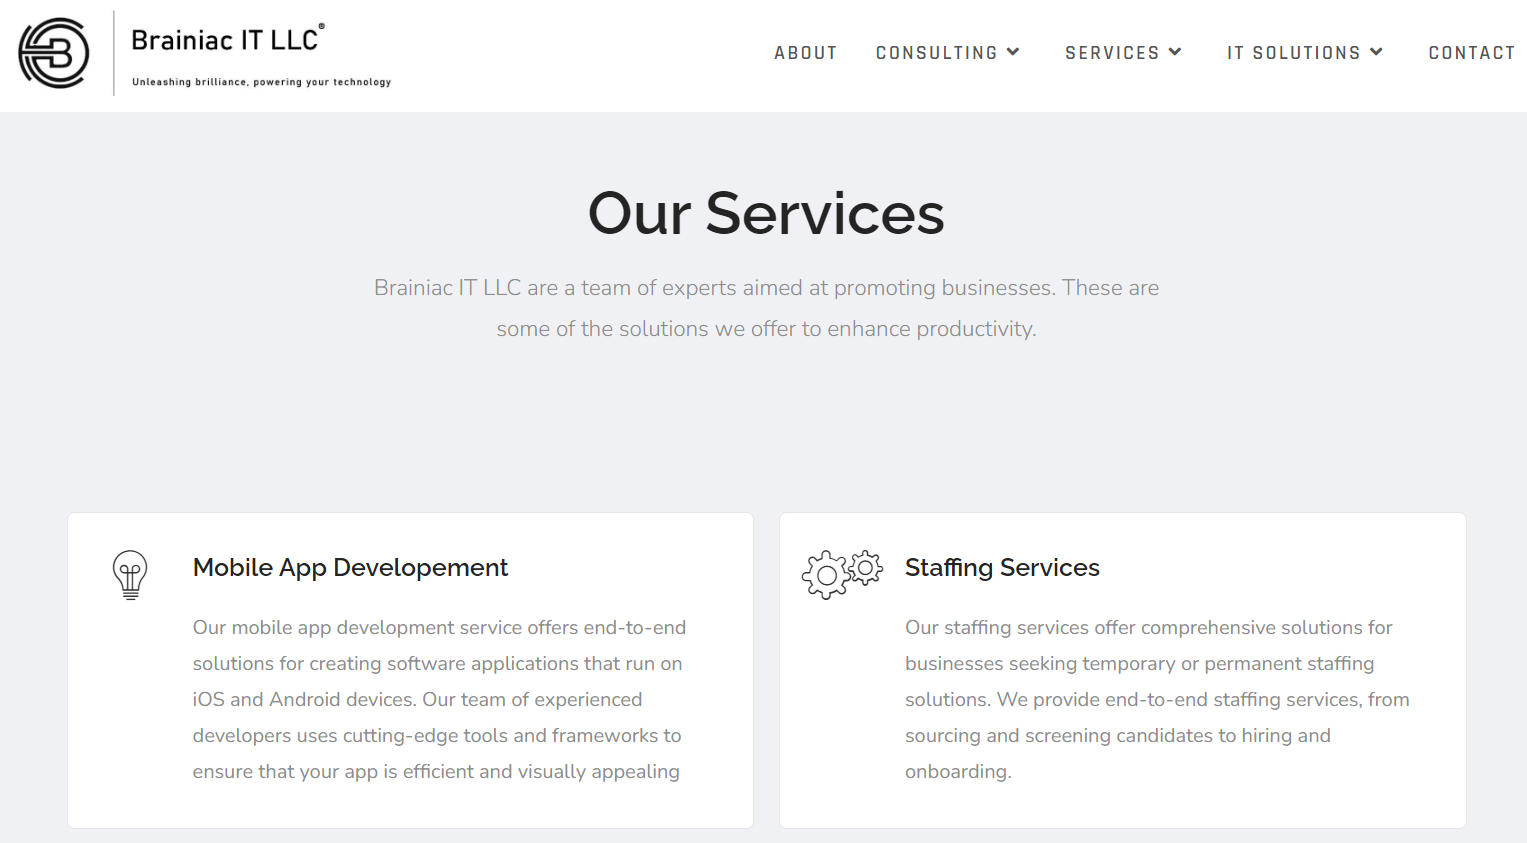 Brainiac IT LLC®
Unleashing brilliance, powering your technology
ABOUT CONSULTING SERVICES IT SOLUTIONS CONTACT
Our Services
Brainiac IT LLC are a team of experts aimed at promoting businesses. These are
some of the solutions we offer to enhance productivity.
Mobile App Developement
Our mobile app development service offers end-to-end
solutions for creating software applications that run on
iOS and Android devices. Our team of experienced
developers uses cutting-edge tools and frameworks to
ensure that your app is efficient and visually appealing
Staffing Services
Our staffing services offer comprehensive solutions for
businesses seeking temporary or permanent staffing
solutions. We provide end-to-end staffing services, from
sourcing and screening candidates to hiring and
onboarding.